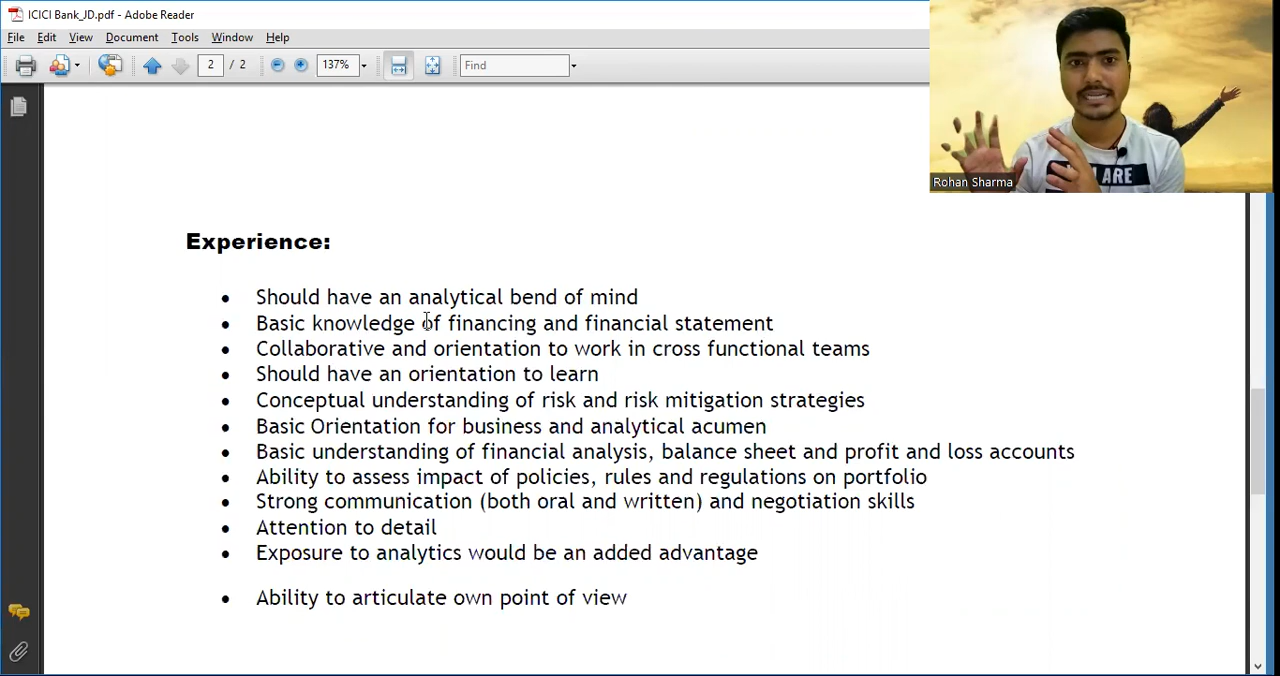 ICICI Bank_JD.pdf - Adobe Reader
File Edit View Document Tools Window Help
2 / 2 137% Find
ARE
Rohan Sharma
Experience:
• Should have an analytical bend of mind
• Basic knowledge of financing and financial statement
• Collaborative and orientation to work in cross functional teams
• Should have an orientation to learn
• Conceptual understanding of risk and risk mitigation strategies
• Basic Orientation for business and analytical acumen
• Basic understanding of financial analysis, balance sheet and profit and loss accounts
• Ability to assess impact of policies, rules and regulations on portfolio
• Strong communication (both oral and written) and negotiation skills
• Attention to detail
• Exposure to analytics would be an added advantage
• Ability to articulate own point of view